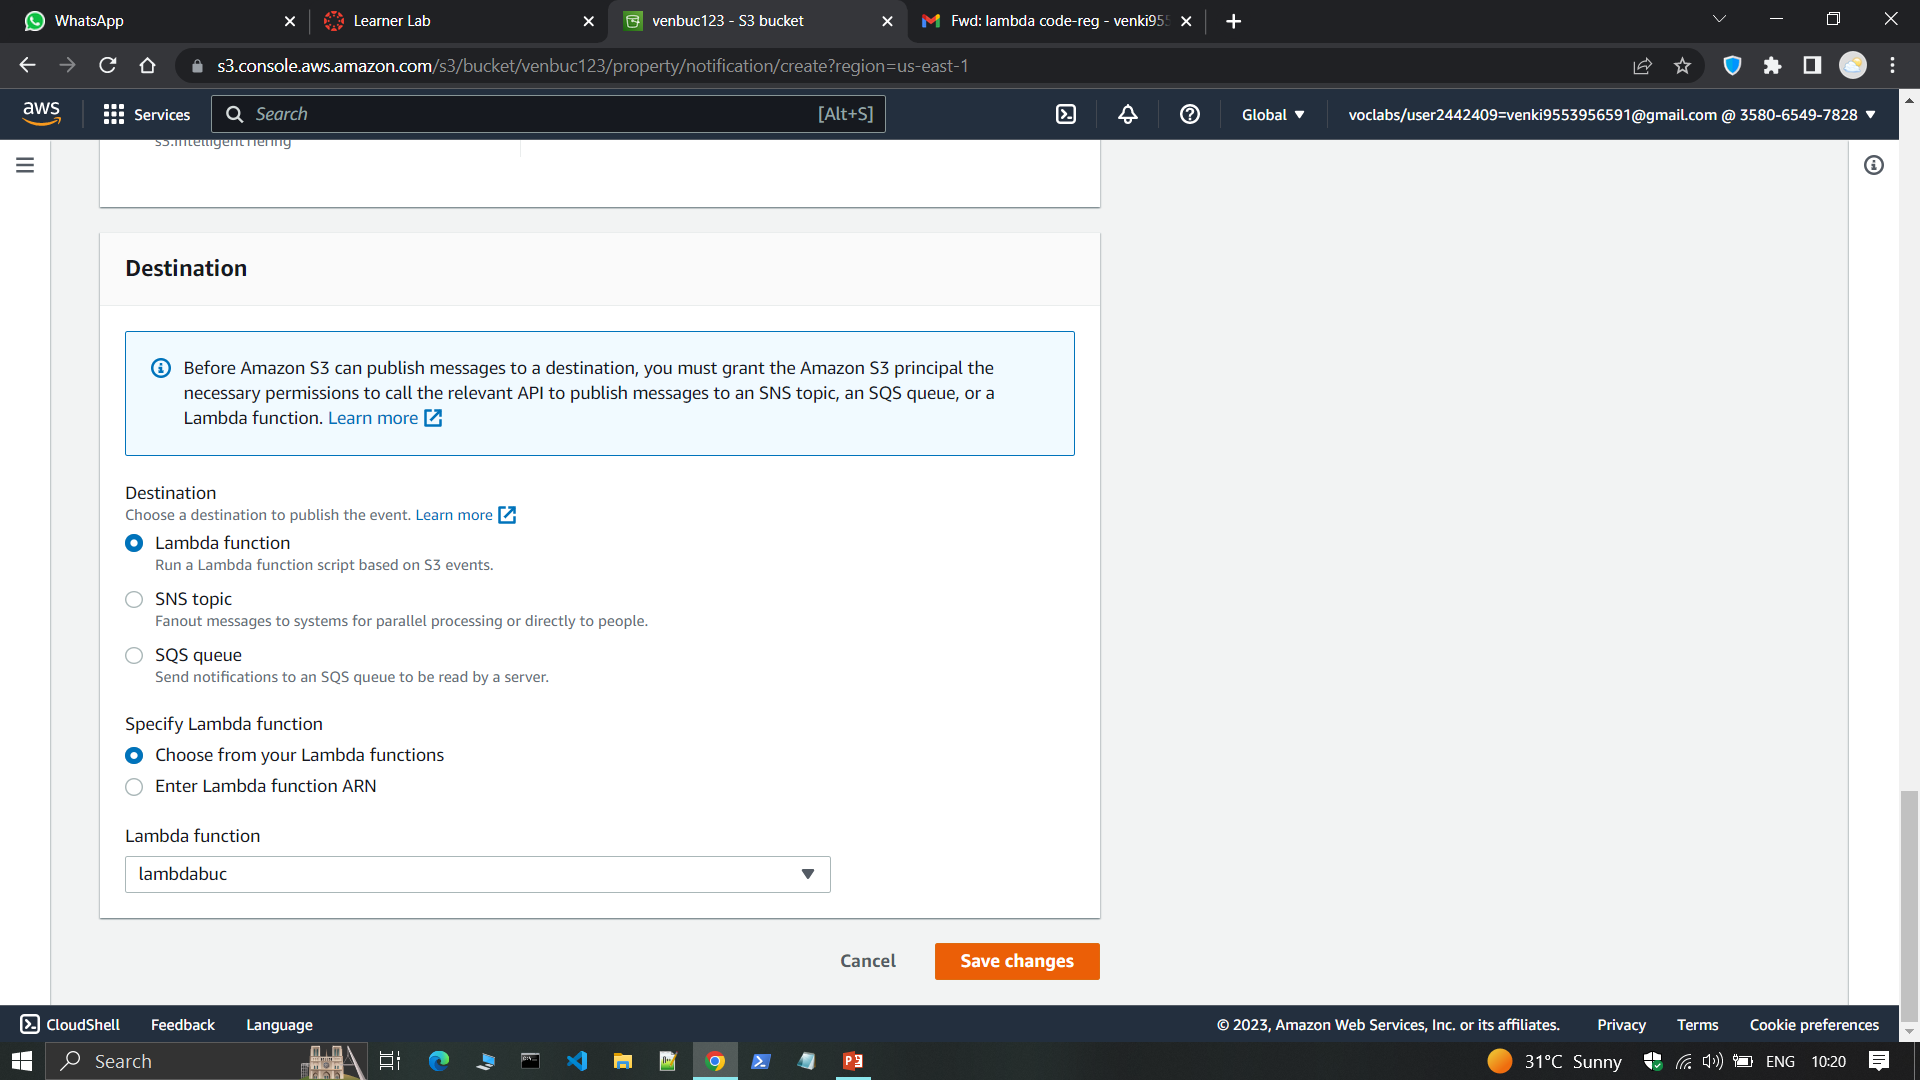 WhatsApp
Learner Lab
venbuc123 - S3 bucket
Fwd: lambda code-reg - venki955
s3.console.aws.amazon.com/s3/bucket/venbuc123/property/notification/create?region=us-east-1
aws
Services
Search
[Alt+S]
Global
voclabs/user2442409=venki9553956591@gmail.com @ 3580-6549-7828
s3:IntelligentTiering
Destination
Before Amazon S3 can publish messages to a destination, you must grant the Amazon S3 principal the
necessary permissions to call the relevant API to publish messages to an SNS topic, an SQS queue, or a
Lambda function. Learn more
Destination
Choose a destination to publish the event. Learn more
Lambda function
Run a Lambda function script based on S3 events.
SNS topic
Fanout messages to systems for parallel processing or directly to people.
SQS queue
Send notifications to an SQS queue to be read by a server.
Specify Lambda function
Choose from your Lambda functions
Enter Lambda function ARN
Lambda function
lambdabuc
Cancel
Save changes
CloudShell
Feedback
Language
© 2023, Amazon Web Services, Inc. or its affiliates.
Privacy
Terms
Cookie preferences
Search
31°C Sunny
ENG
10:20